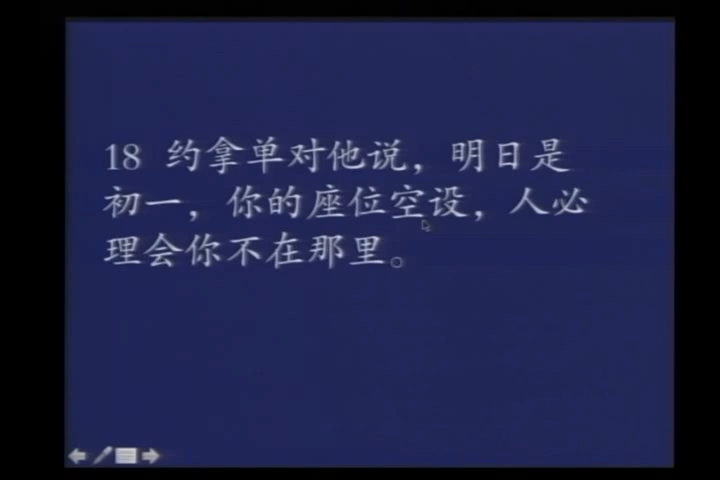 18 约拿单对他说，明日是
初一，你的座位空设，人必
理会你不在那里。